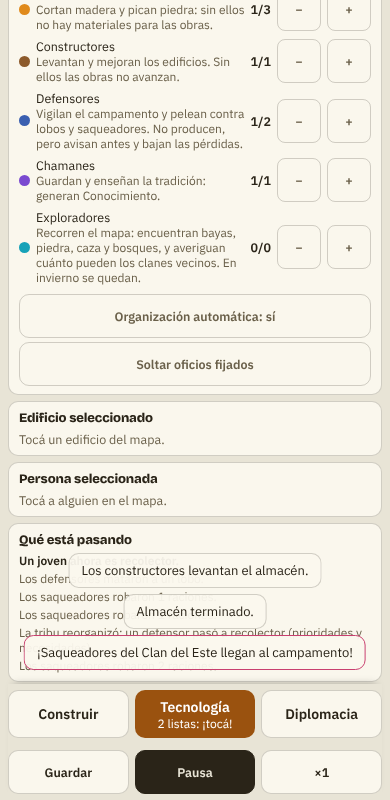 Cortan madera y pican piedra: sin ellos
no hay materiales para las obras.
1/3
–
+
Constructores
Levantan y mejoran los edificios. Sin
ellas las obras no avanzan.
1/1
–
+
Defensores
Vigilan el campamento y pelean contra
lobos y saqueadores. No producen,
pero avisan antes y bajan las pérdidas.
1/2
–
+
Chamanes
Guardan y enseñan la tradición:
generan Conocimiento.
1/1
–
+
Exploradores
Recorren el mapa: encuentran bayas,
piedra, caza y bosques, y averiguan
cuánto pueden los clanes vecinos. En
invierno se quedan.
0/0
–
+
Organización automática: sí
Soltar oficios fijados
Edificio seleccionado
Tocá un edificio del mapa.
Persona seleccionada
Tocá a alguien en el mapa.
Qué está pasando
Un joven ahora es recolector.
Los constructores levantan el almacén.
Los
Los saqueadores
Almacén terminado.
Los saqueadores
La tribu reorganizó: un defensor pasó a recolector (prioridades y
¡Saqueadores del Clan del Este llegan al campamento!
Construir
Tecnología
2 listas: ¡tocá!
Diplomacia
Guardar
Pausa
×1